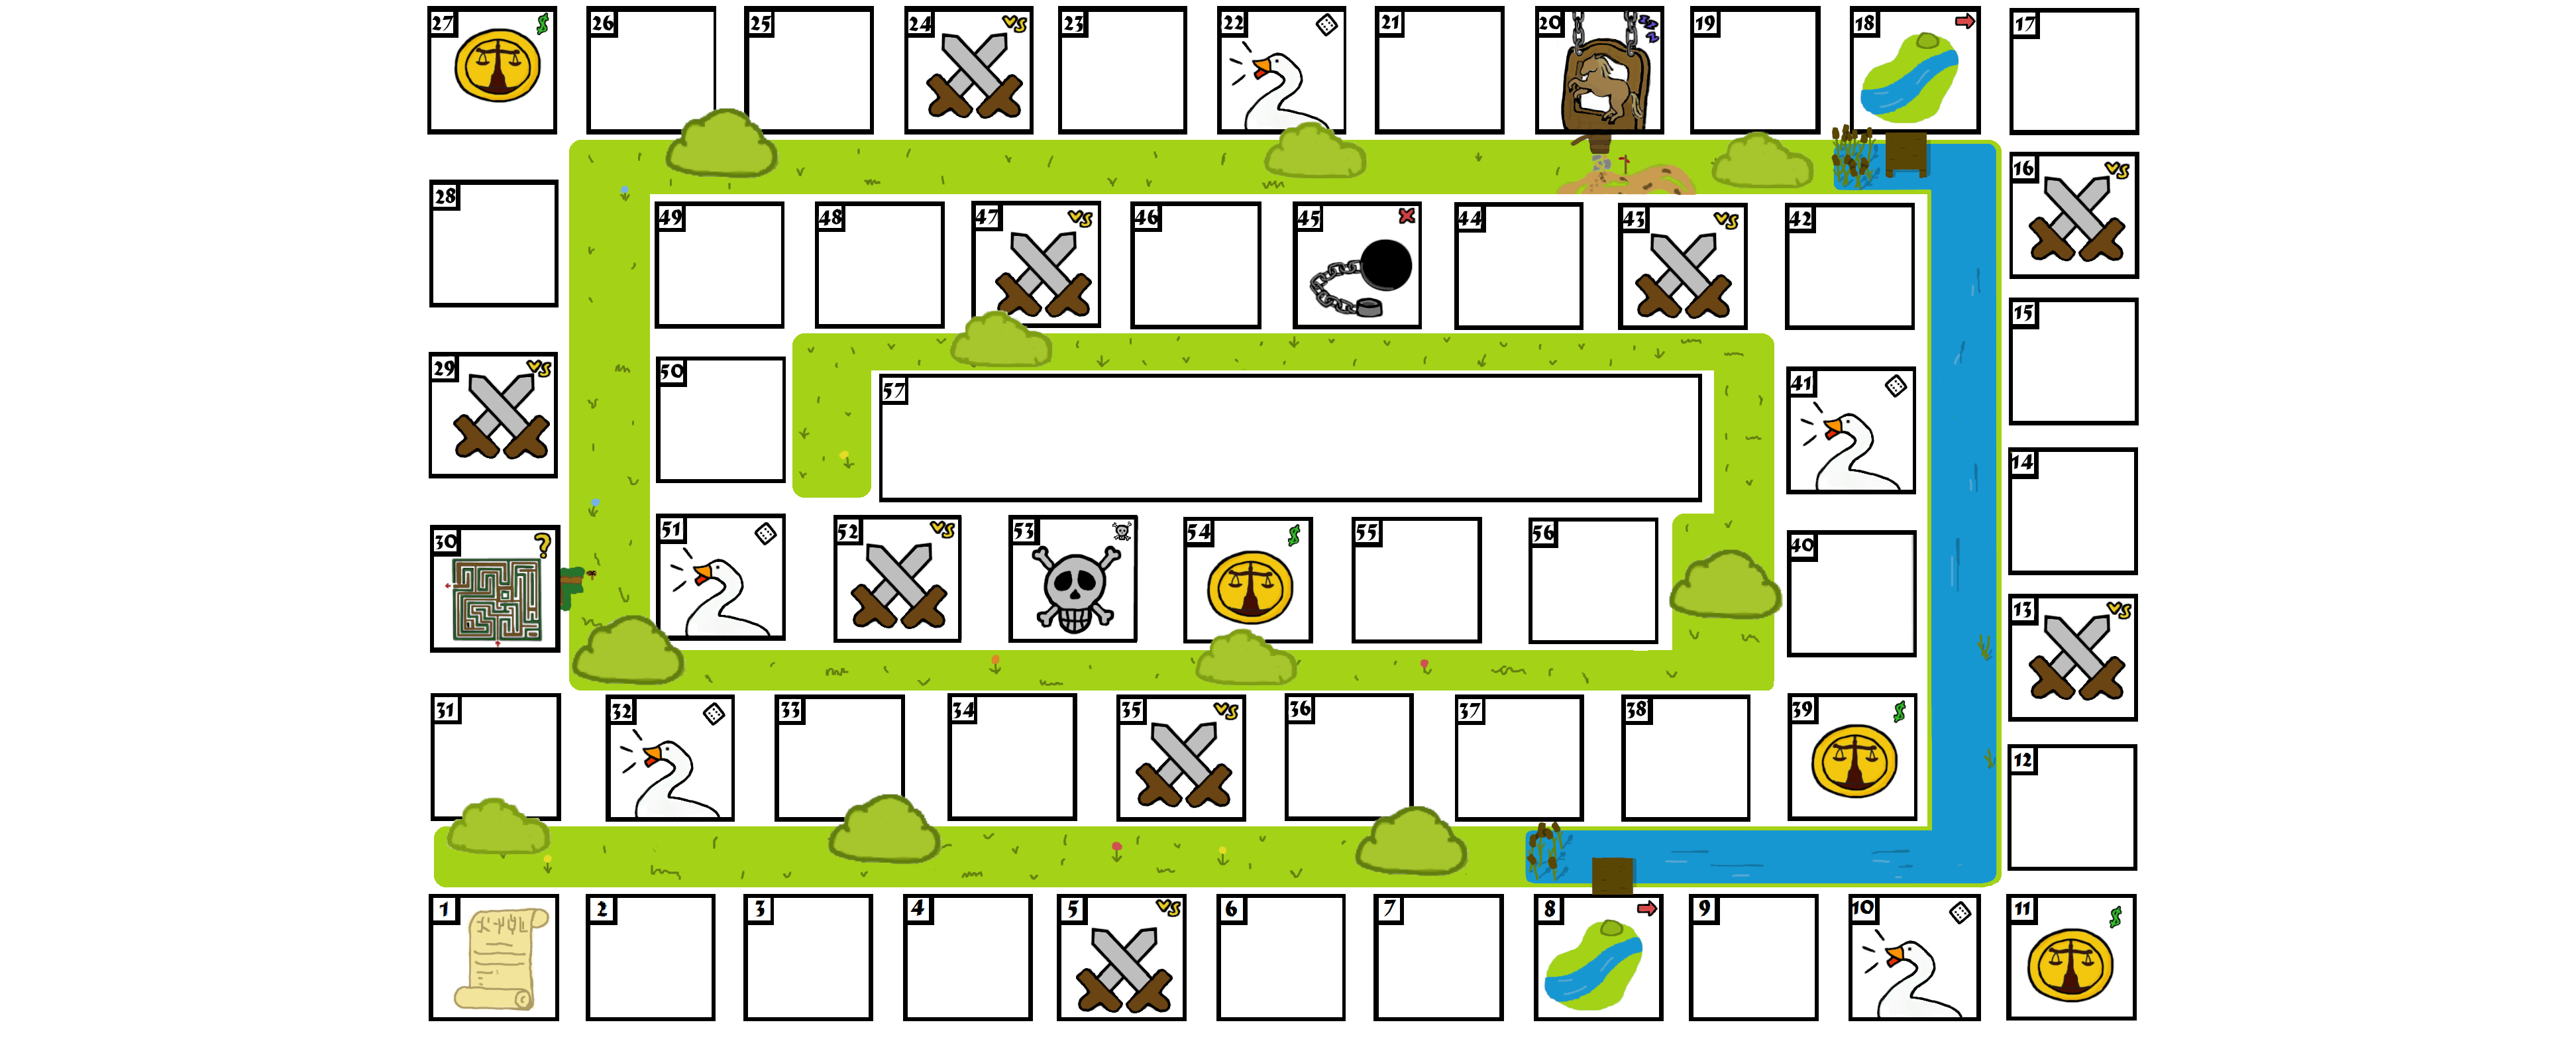 27 $ 26 25 24 VS 23 22 21 20 zzz 19 18 17
28 16 VS
49 48 47 VS 46 45 44 43 VS 42
15
29 VS 50 57 41
14
30 ? 51 52 VS 53 54 $ 55 56 40
13 VS
31 32 33 34 35 VS 36 37 38 39 $
12
1 2 3 4 5 VS 6 7 8 9 10 11 $